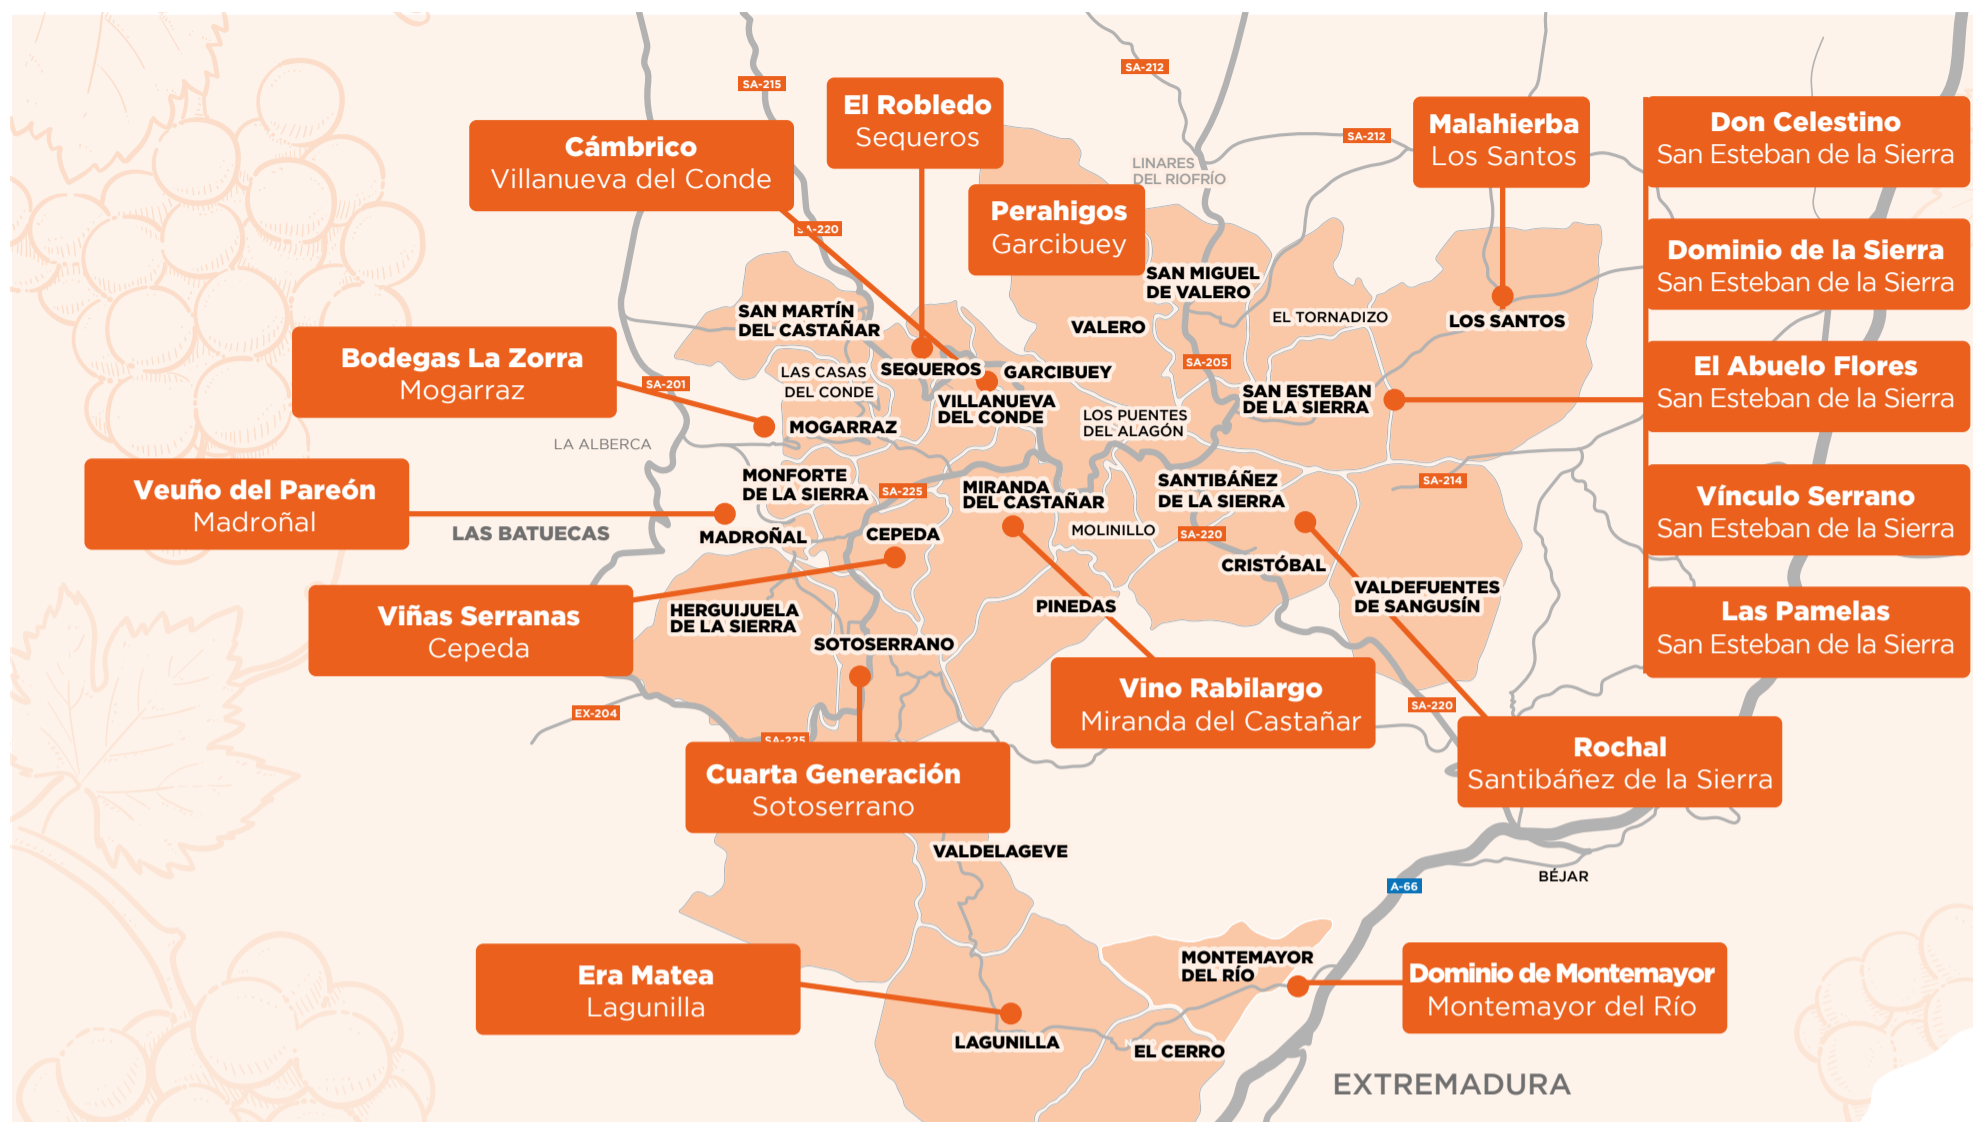 SA-212
SA-215
El Robledo
Sequeros
Cámbrico
Villanueva del Conde
Malahierba
Los Santos
Don Celestino
San Esteban de la Sierra
SA-212
LINARES
DEL RIOFRÍO
Perahigos
Garcibuey
SA-220
Dominio de la Sierra
San Esteban de la Sierra
SAN MIGUEL
DE VALERO
SAN MARTÍN
DEL CASTAÑAR
VALERO
EL TORNADIZO
LOS SANTOS
Bodegas La Zorra
Mogarraz
SA-201
LAS CASAS
DEL CONDE
SEQUEROS
GARCIBUEY
SA-205
El Abuelo Flores
San Esteban de la Sierra
VILLANUEVA
DEL CONDE
SAN ESTEBAN
DE LA SIERRA
LOS PUENTES
DEL ALAGÓN
MOGARRAZ
LA ALBERCA
Veuño del Pareón
Madroñal
MONFORTE
DE LA SIERRA
SA-225
MIRANDA
DEL CASTAÑAR
SANTIBÁÑEZ
DE LA SIERRA
SA-214
Vínculo Serrano
San Esteban de la Sierra
LAS BATUECAS
MADROÑAL
CEPEDA
MOLINILLO
SA-220
CRISTÓBAL
Viñas Serranas
Cepeda
HERGUIJUELA
DE LA SIERRA
PINEDAS
VALDEFUENTES
DE SANGUSÍN
Las Pamelas
San Esteban de la Sierra
SOTOSERRANO
Vino Rabilargo
Miranda del Castañar
EX-204
SA-220
SA-225
Rochal
Santibáñez de la Sierra
Cuarta Generación
Sotoserrano
VALDELAGEVE
BÉJAR
A-66
Era Matea
Lagunilla
MONTEMAYOR
DEL RÍO
Dominio de Montemayor
Montemayor del Río
LAGUNILLA
EL CERRO
EXTREMADURA